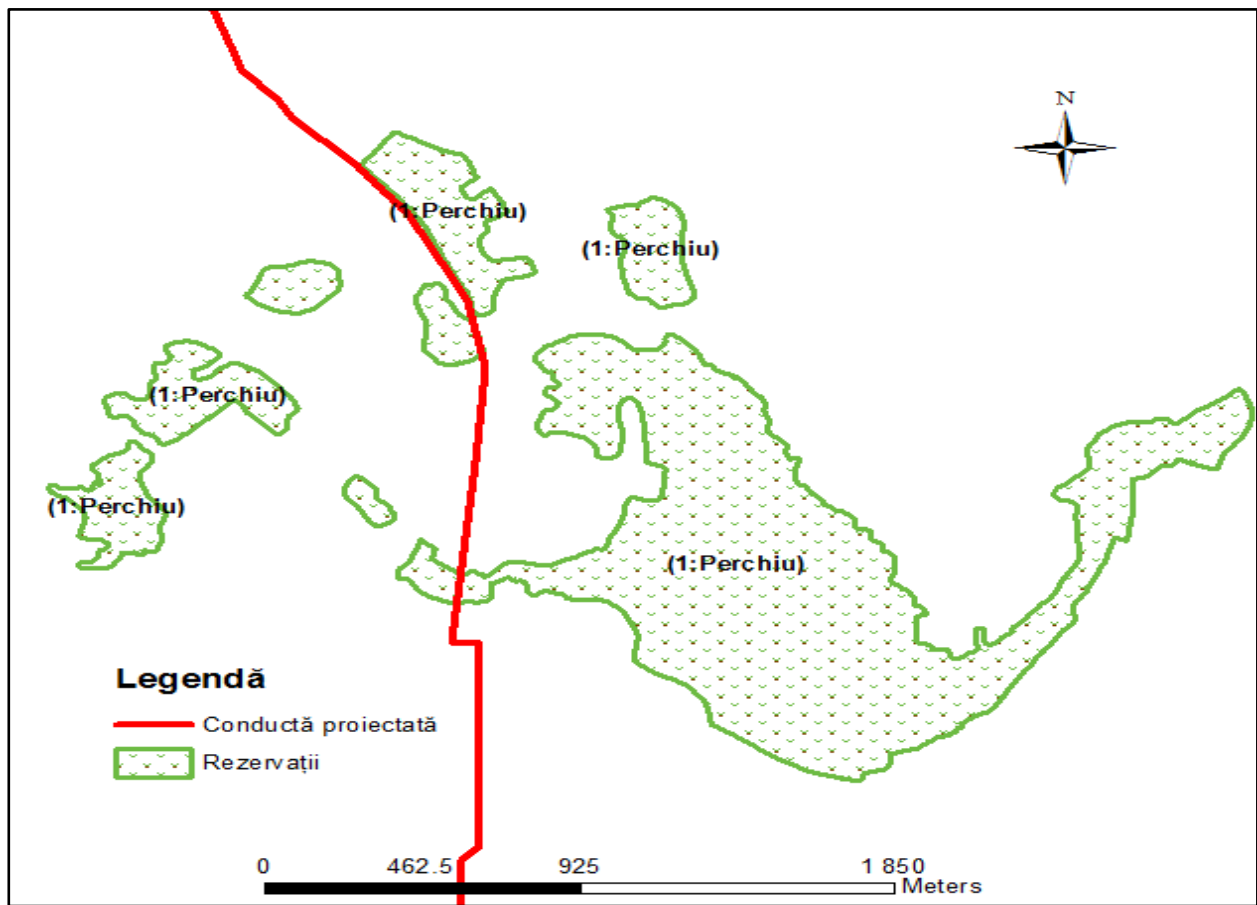 N
(1:Perchiu)
(1:Perchiu)
(1:Perchiu)
(1:Perchiu)
(1:Perchiu)
Legendă
Conductă proiectată
Rezervații
0 462.5 925 1 850
Meters